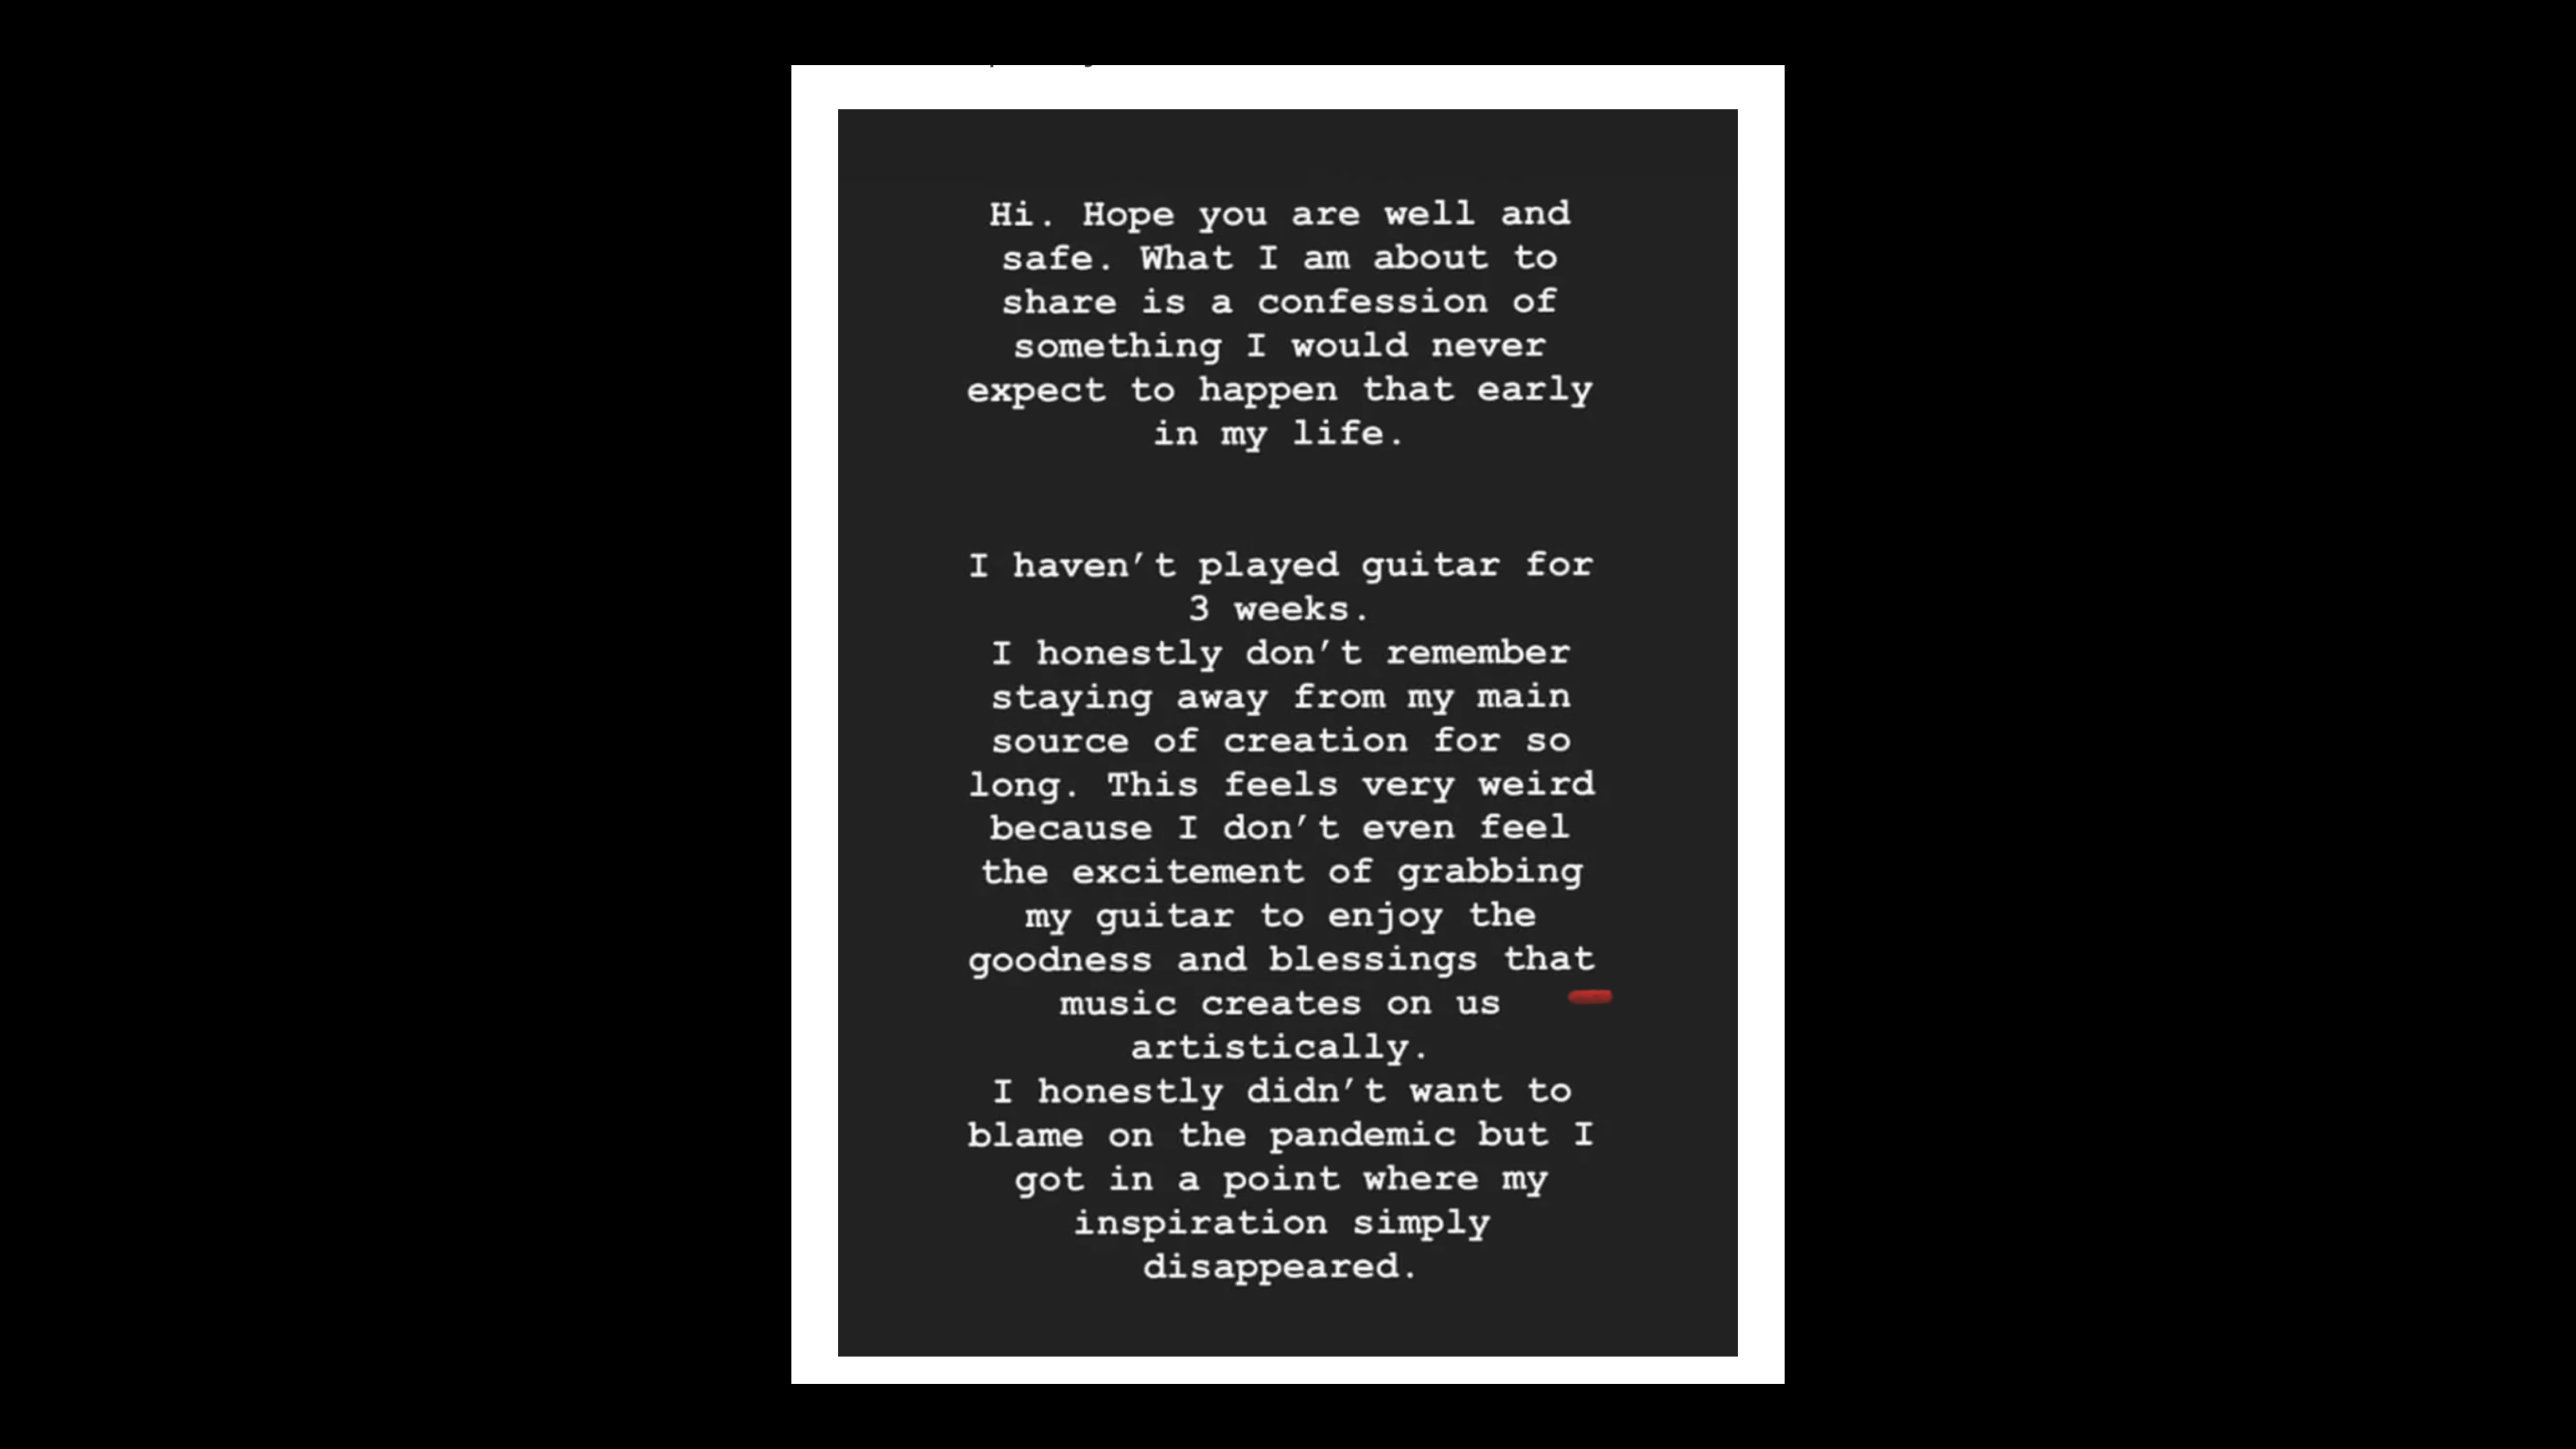 Hi. Hope you are well and
safe. What I am about to
share is a confession of
something I would never
expect to happen that early
in my life.
I haven't played guitar for
3 weeks.
I honestly don't remember
staying away from my main
source of creation for so
long. This feels very weird
because I don't even feel
the excitement of grabbing
my guitar to enjoy the
goodness and blessings that
music creates on us
artistically.
I honestly didn't want to
blame on the pandemic but I
got in a point where my
inspiration simply
disappeared.